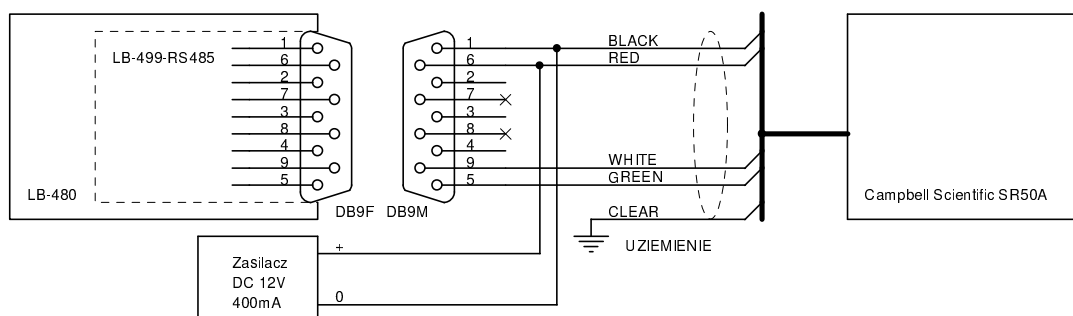 LB-499-RS485
LB-480
1
6
2
7
3
8
4
9
5
DB9F DB9M
1
6
2
7
3
8
4
9
5
BLACK
RED
WHITE
GREEN
CLEAR
UZIEMIENIE
Campbell Scientific SR50A
Zasilacz
DC 12V
400mA
+
0